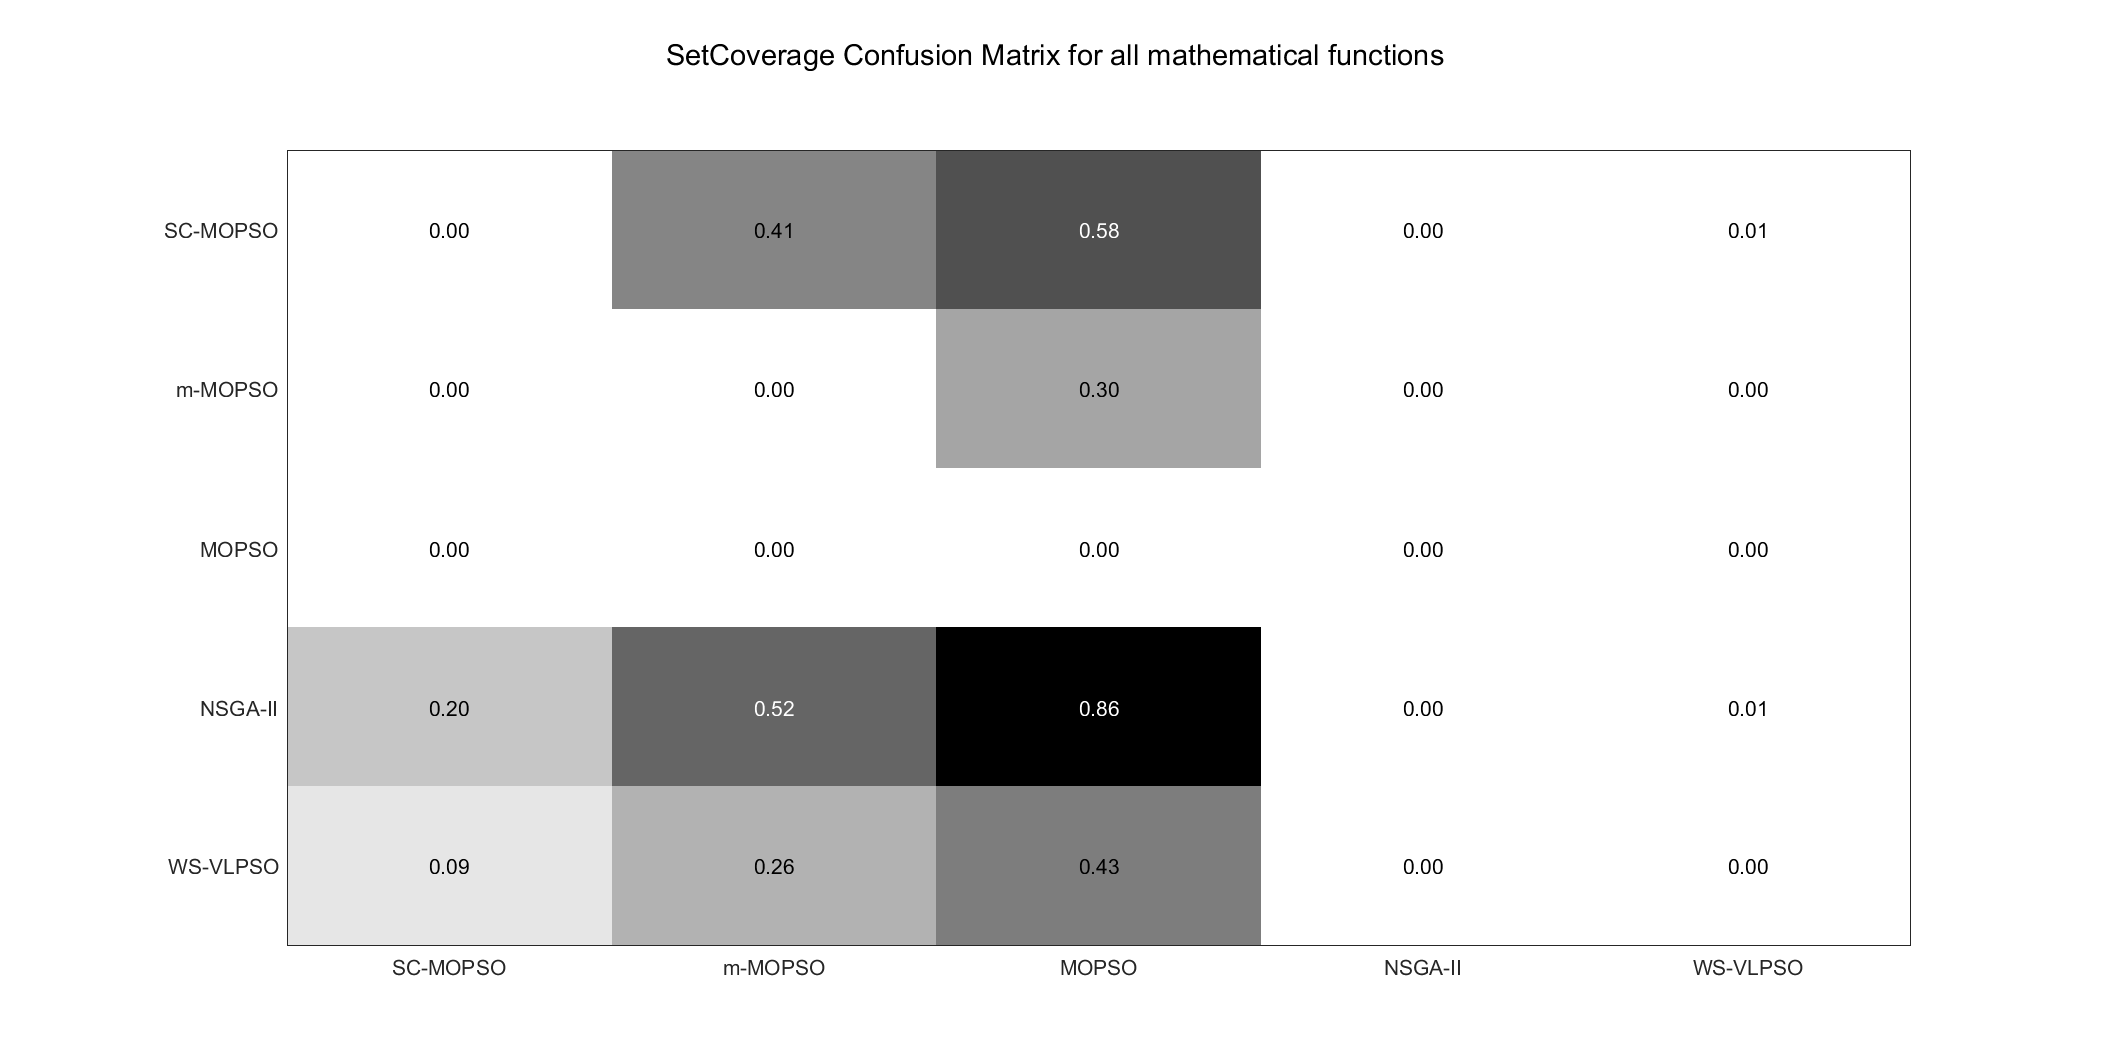 SetCoverage Confusion Matrix for all mathematical functions
SC-MOPSO 0.00 0.41 0.58 0.00 0.01
m-MOPSO 0.00 0.00 0.30 0.00 0.00
MOPSO 0.00 0.00 0.00 0.00 0.00
NSGA-II 0.20 0.52 0.86 0.00 0.01
WS-VLPSO 0.09 0.26 0.43 0.00 0.00
SC-MOPSO m-MOPSO MOPSO NSGA-II WS-VLPSO